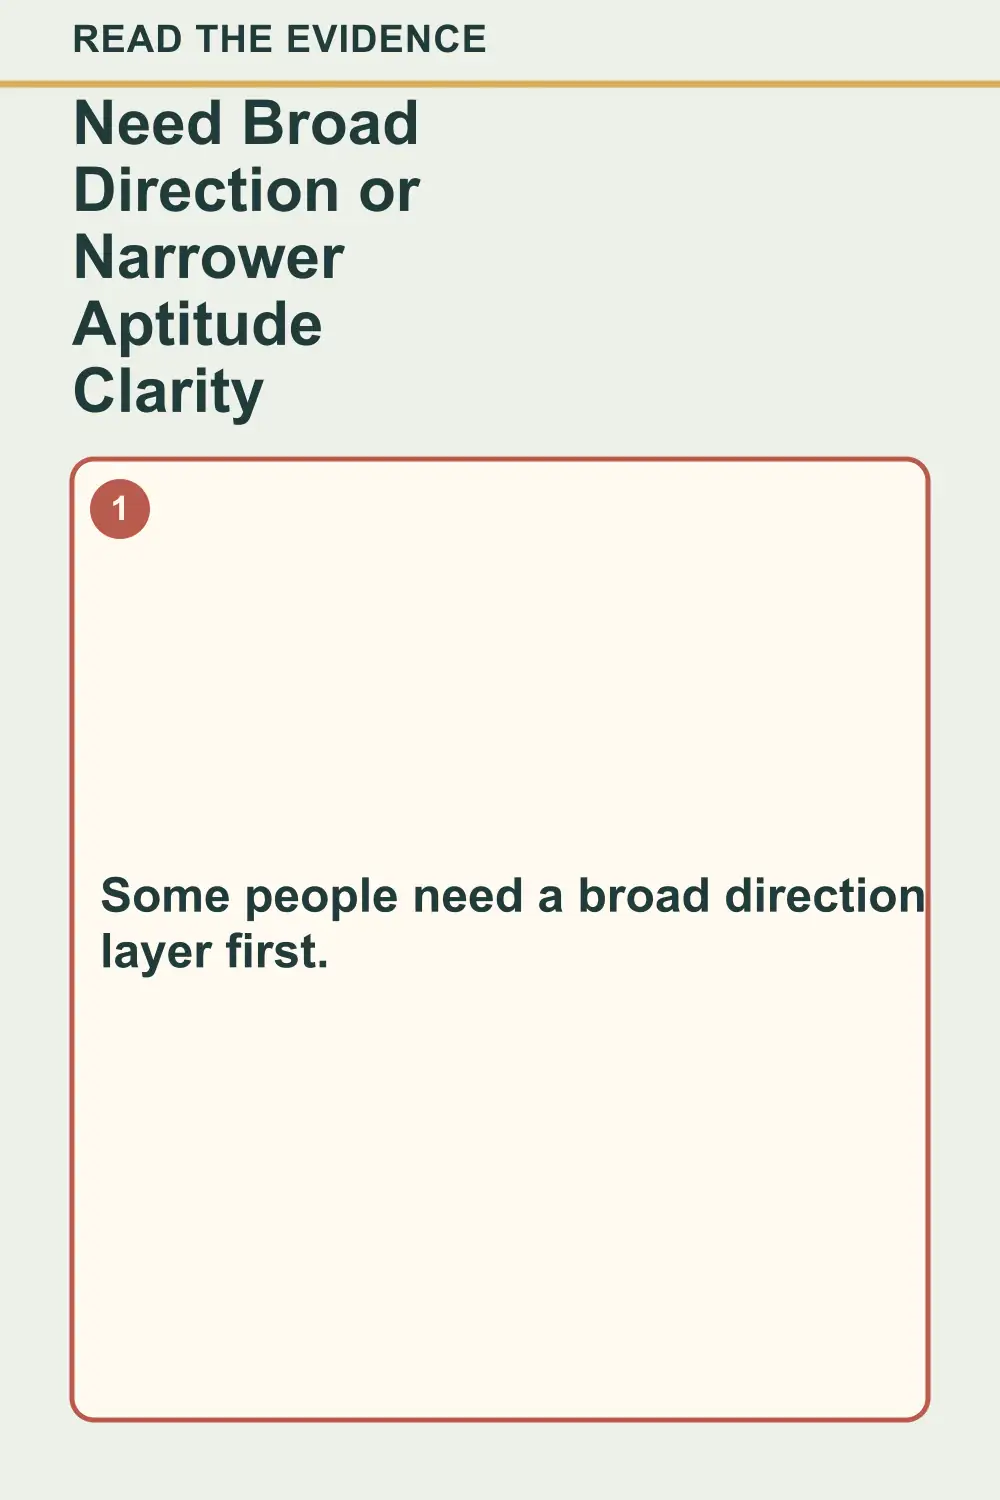 READ THE EVIDENCE
Need Broad
Direction or
Narrower
Aptitude
Clarity
1
Some people need a broad direction
layer first.